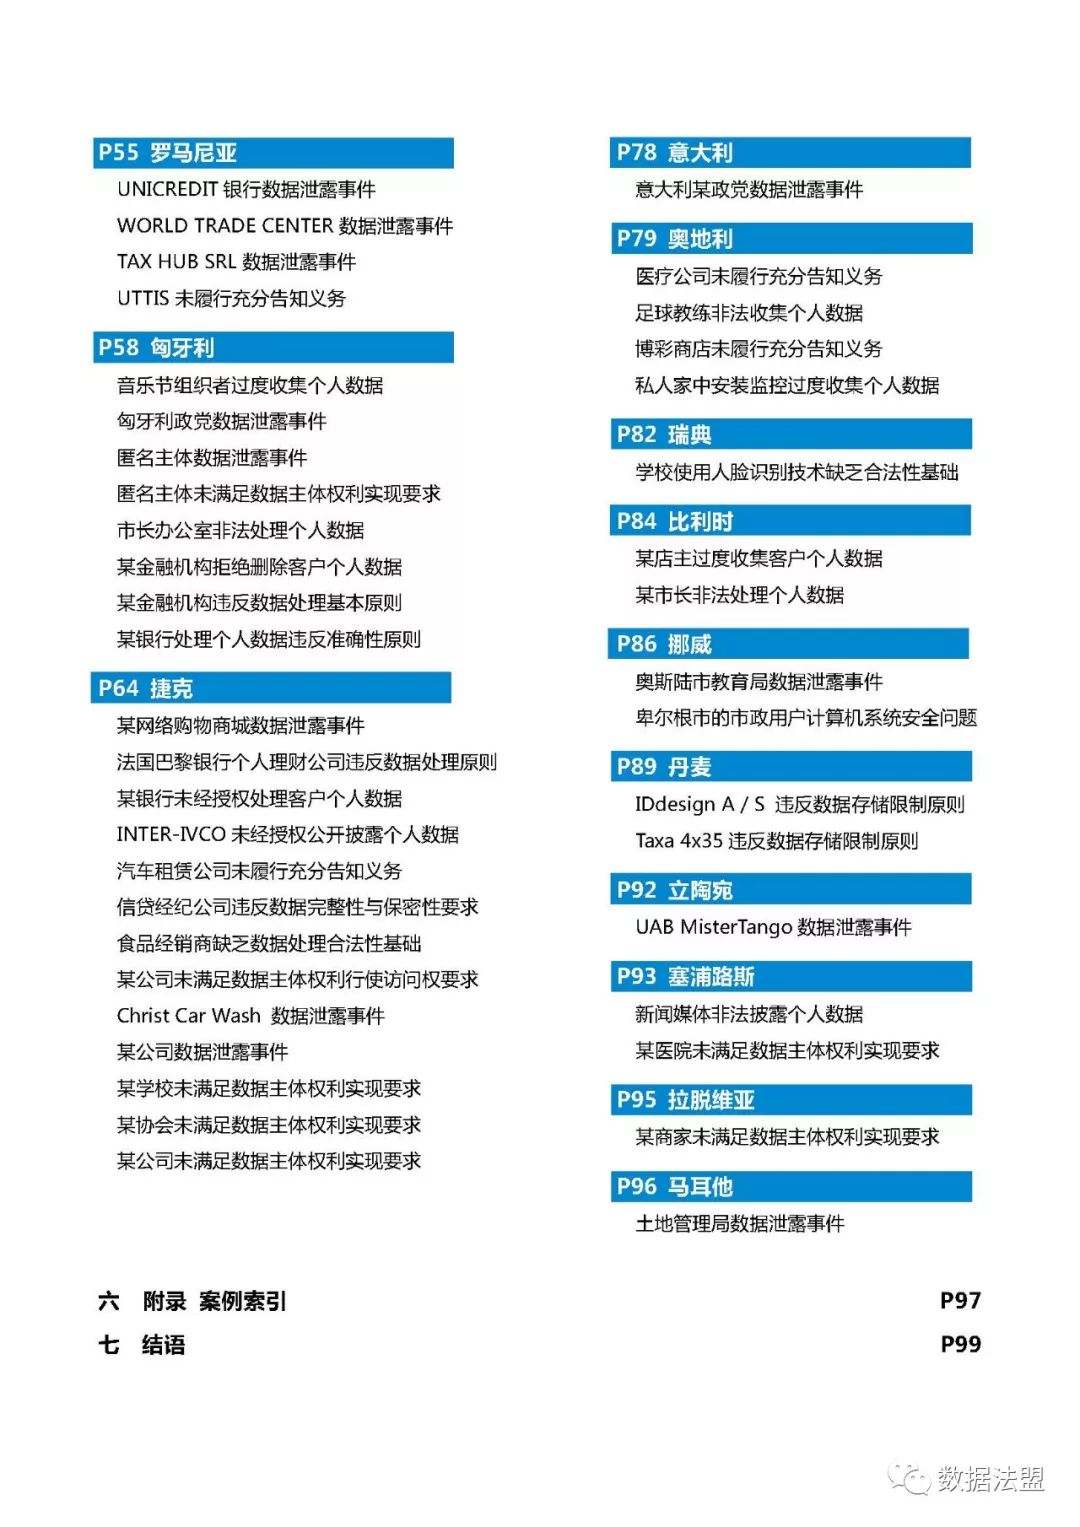 P55 罗马尼亚
UNICREDIT 银行数据泄露事件
WORLD TRADE CENTER 数据泄露事件
TAX HUB SRL 数据泄露事件
UTTIS 未履行充分告知义务
P58 匈牙利
音乐节组织者过度收集个人数据
匈牙利政党数据泄露事件
匿名主体数据泄露事件
匿名主体未满足数据主体权利实现要求
市长办公室非法处理个人数据
某金融机构拒绝删除客户个人数据
某金融机构违反数据处理基本原则
某银行处理个人数据违反准确性原则
P64 捷克
某网络购物商城数据泄露事件
法国巴黎银行个人理财公司违反数据处理原则
某银行未经授权处理客户个人数据
INTER-IVCO 未经授权公开披露个人数据
汽车租赁公司未履行充分告知义务
信贷经纪公司违反数据完整性与保密性要求
食品经销商缺乏数据处理合法性基础
某公司未满足数据主体权利行使访问权要求
Christ Car Wash 数据泄露事件
某公司数据泄露事件
某学校未满足数据主体权利实现要求
某协会未满足数据主体权利实现要求
某公司未满足数据主体权利实现要求
P78 意大利
意大利某政党数据泄露事件
P79 奥地利
医疗公司未履行充分告知义务
足球教练非法收集个人数据
博彩商店未履行充分告知义务
私人家中安装监控过度收集个人数据
P82 瑞典
学校使用人脸识别技术缺乏合法性基础
P84 比利时
某店主过度收集客户个人数据
某市长非法处理个人数据
P86 挪威
奥斯陆市教育局数据泄露事件
卑尔根市的市政用户计算机系统安全问题
P89 丹麦
IDdesign A / S 违反数据存储限制原则
Taxa 4x35 违反数据存储限制原则
P92 立陶宛
UAB MisterTango 数据泄露事件
P93 塞浦路斯
新闻媒体非法披露个人数据
某医院未满足数据主体权利实现要求
P95 拉脱维亚
某商家未满足数据主体权利实现要求
P96 马耳他
土地管理局数据泄露事件
六 附录 案例索引 P97
七 结语 P99
数据法盟